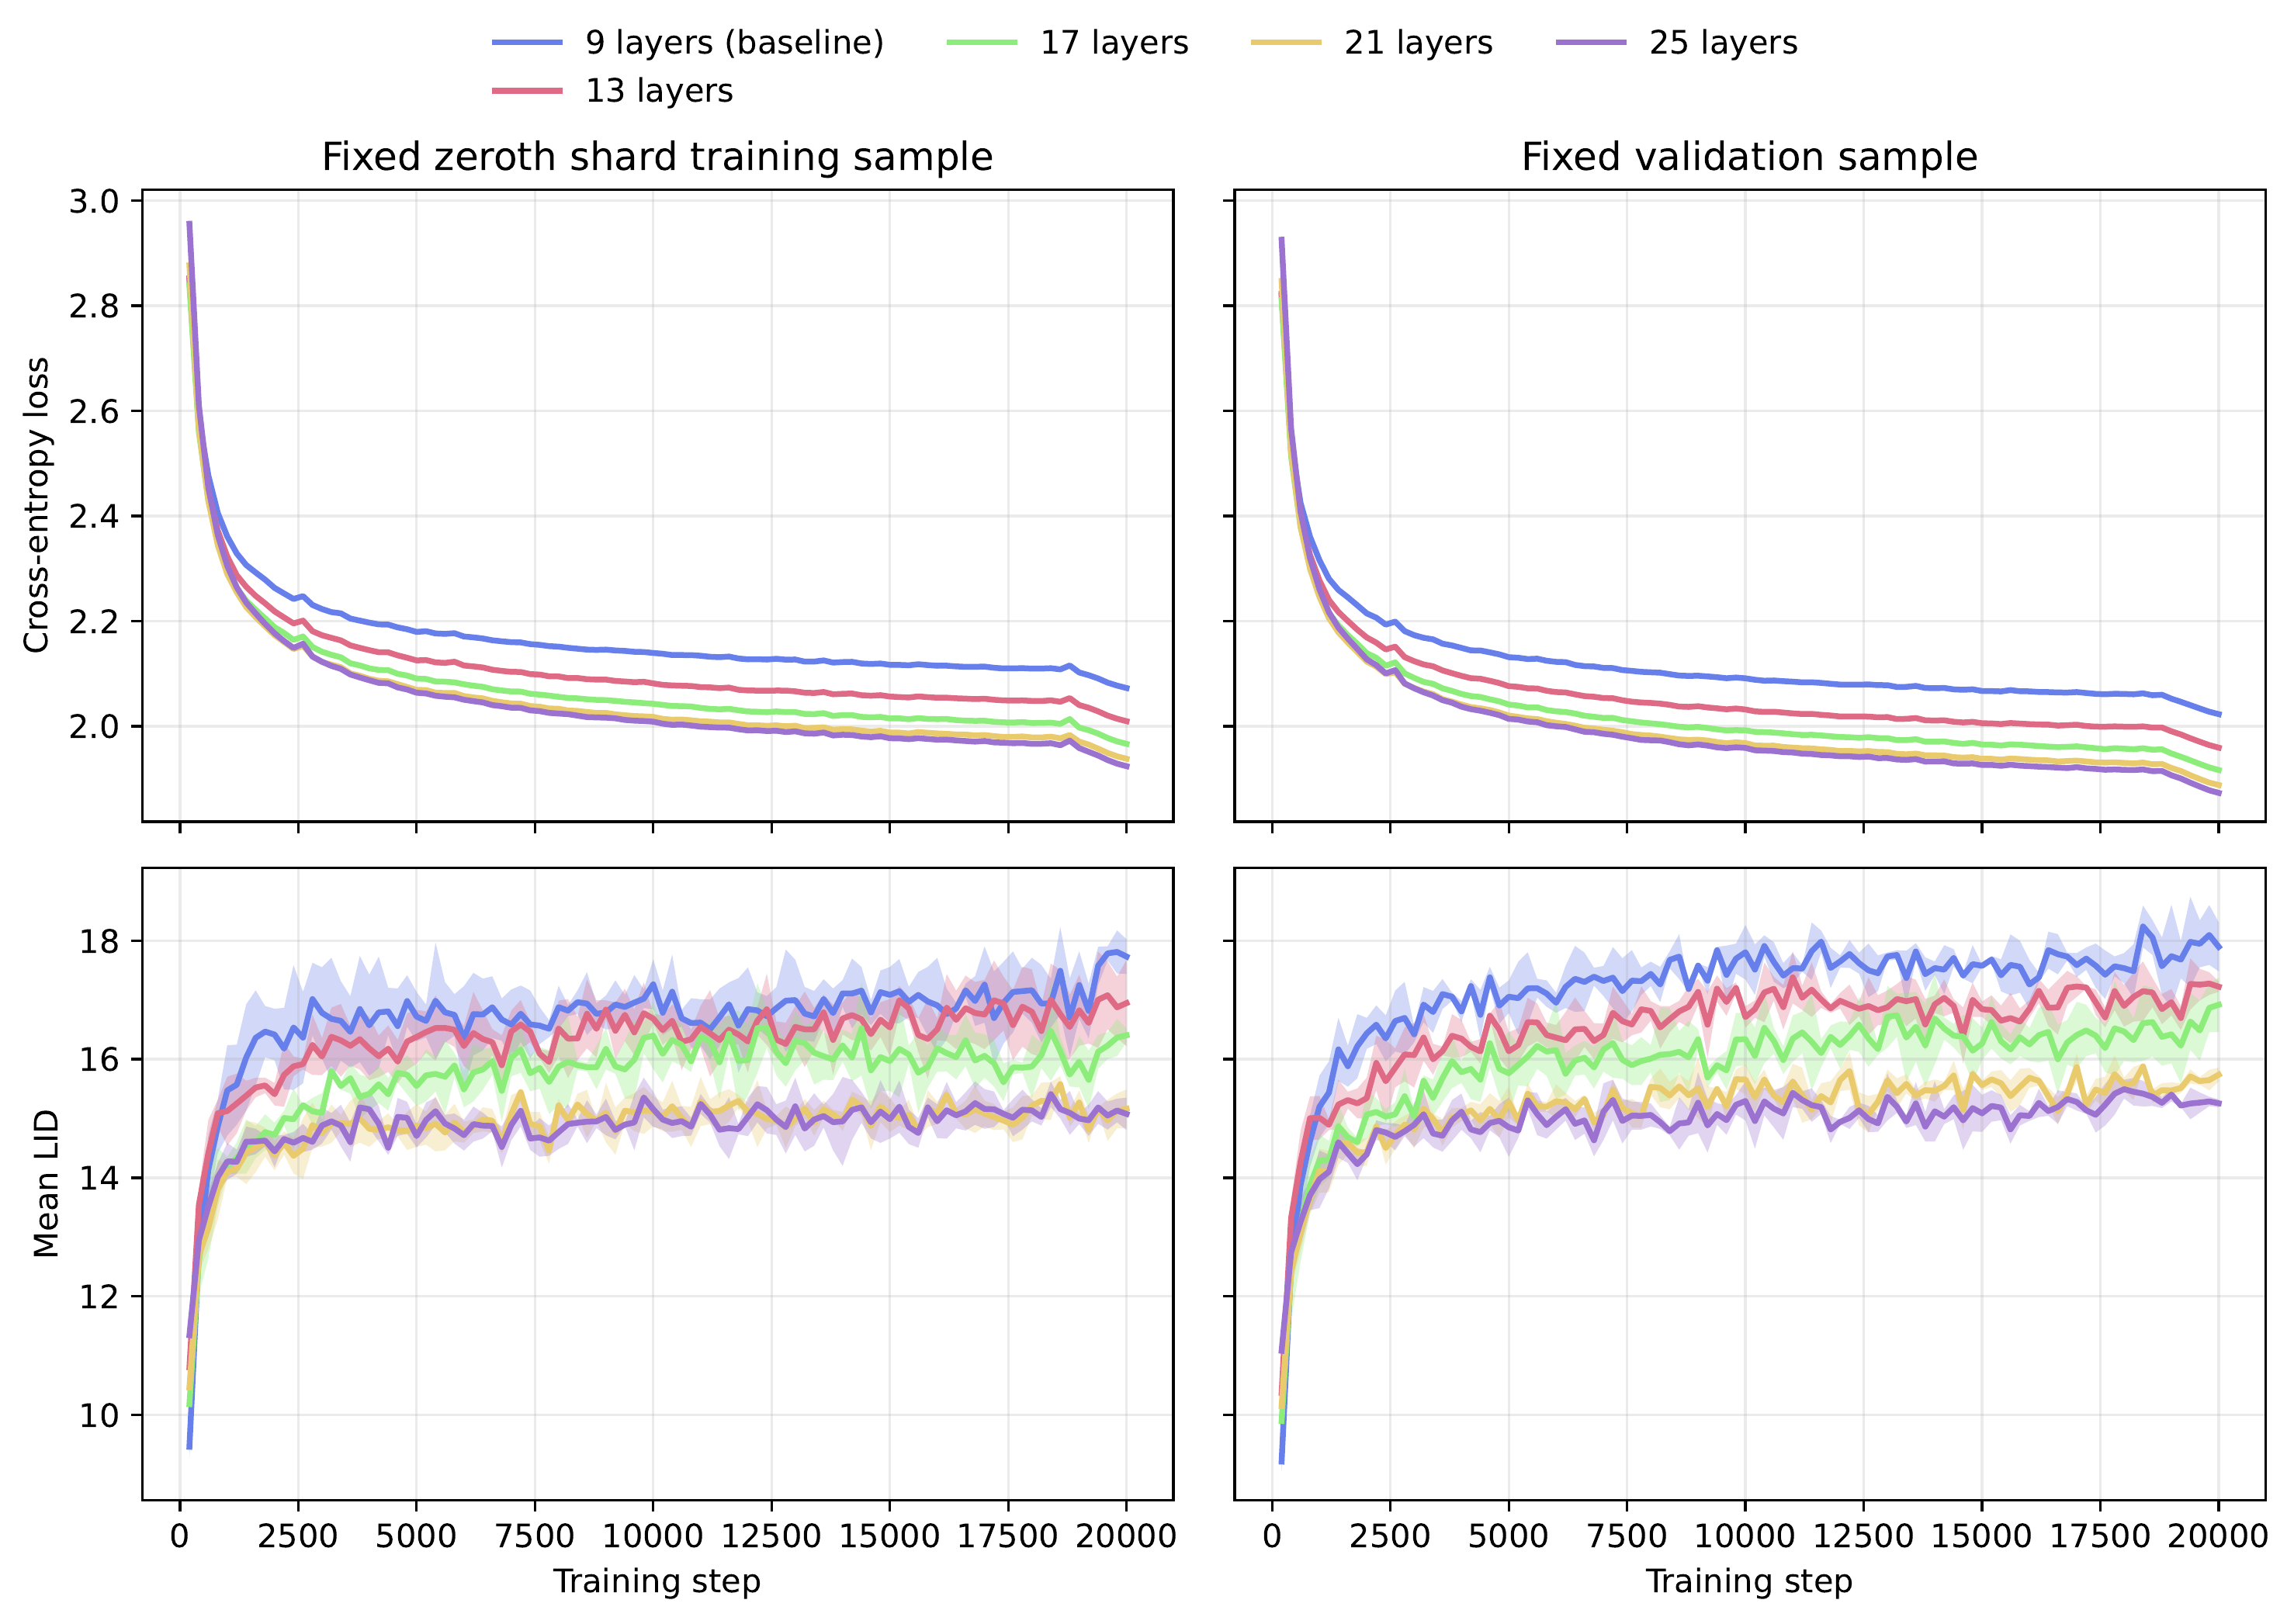 9 layers (baseline) 17 layers 21 layers 25 layers
13 layers
Fixed zeroth shard training sample
Fixed validation sample
Cross-entropy loss
3.0
2.8
2.6
2.4
2.2
2.0
Mean LID
18
16
14
12
10
0 2500 5000 7500 10000 12500 15000 17500 20000
0 2500 5000 7500 10000 12500 15000 17500 20000
Training step
Training step